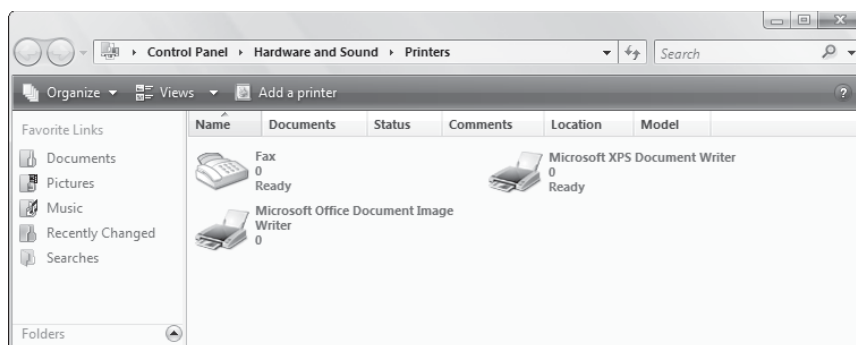 Control Panel Hardware and Sound Printers Search
Organize Views Add a printer ?
Favorite Links
Documents
Pictures
Music
Recently Changed
Searches
Folders
Name Documents Status Comments Location Model
Fax
0
Ready
Microsoft XPS Document Writer
0
Ready
Microsoft Office Document Image
Writer
0